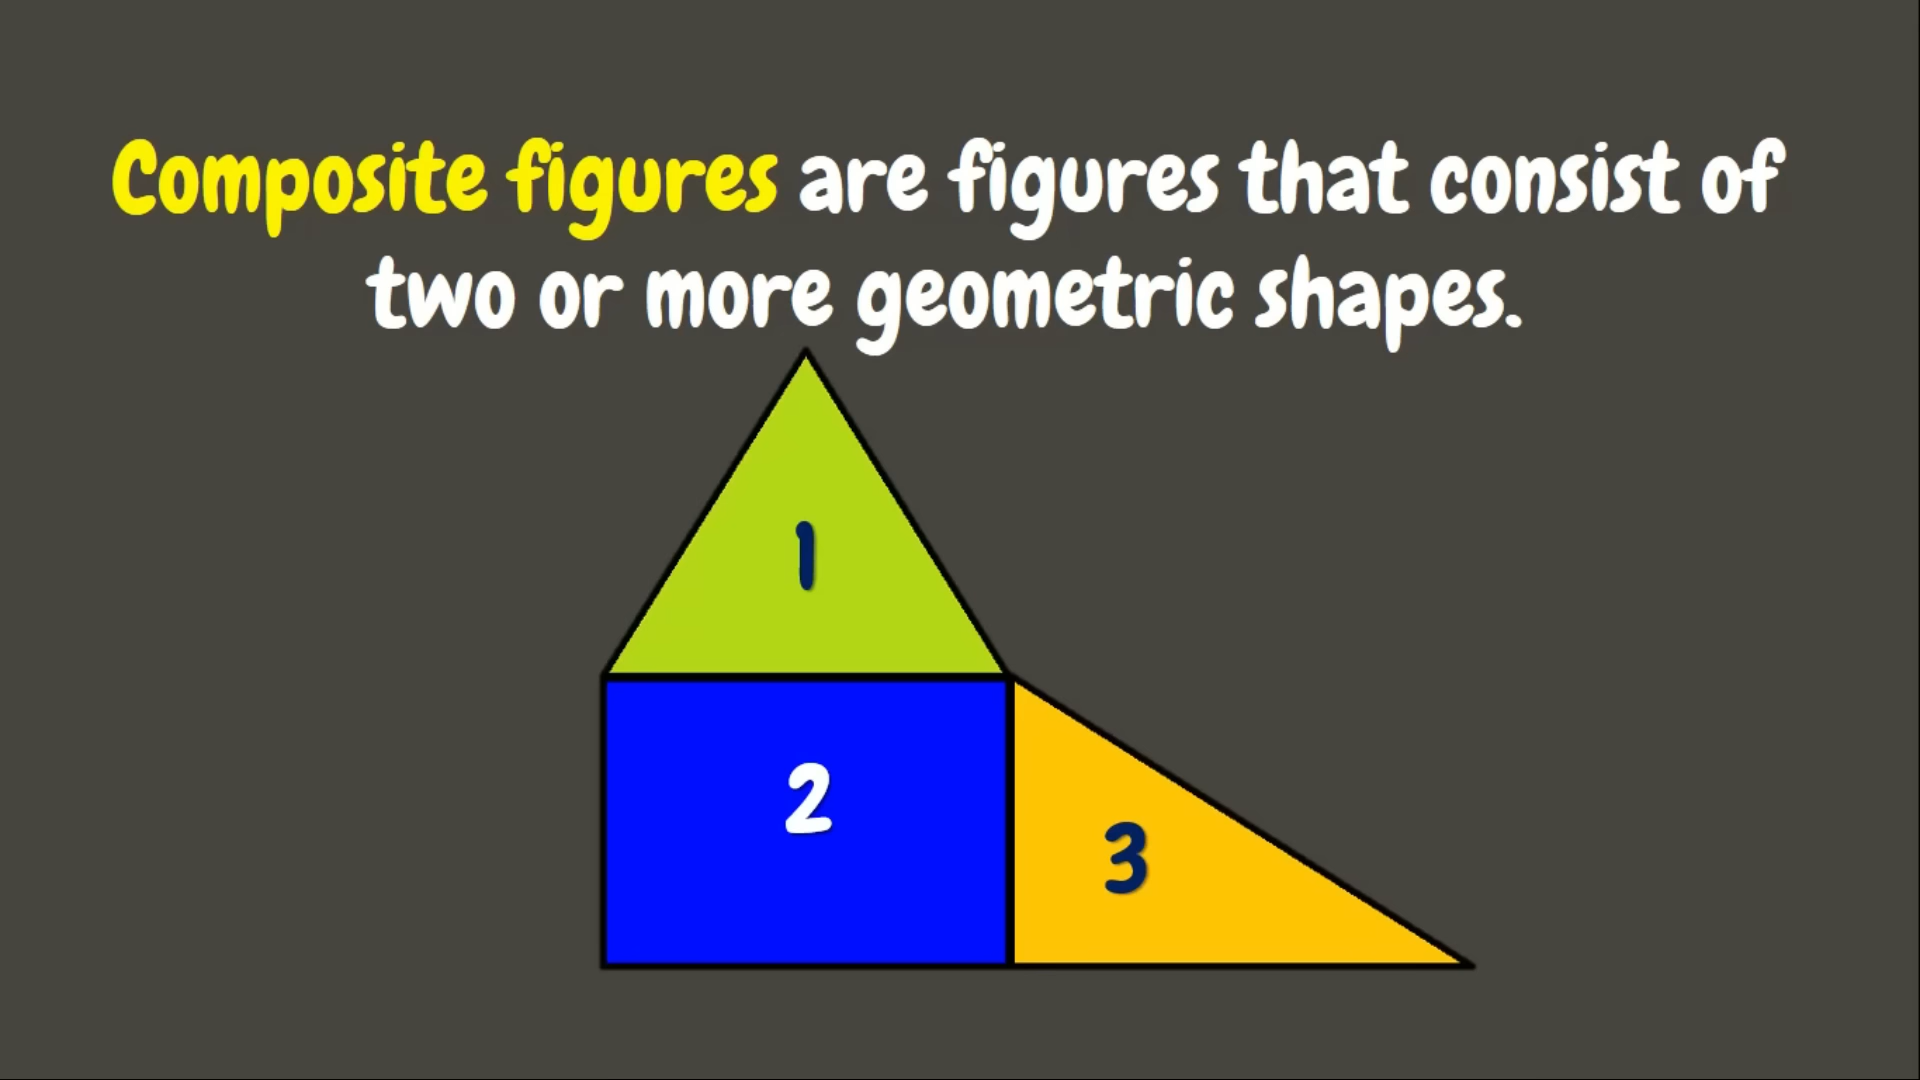 Composite figures are figures that consist of
two or more geometric shapes.
1
2
3